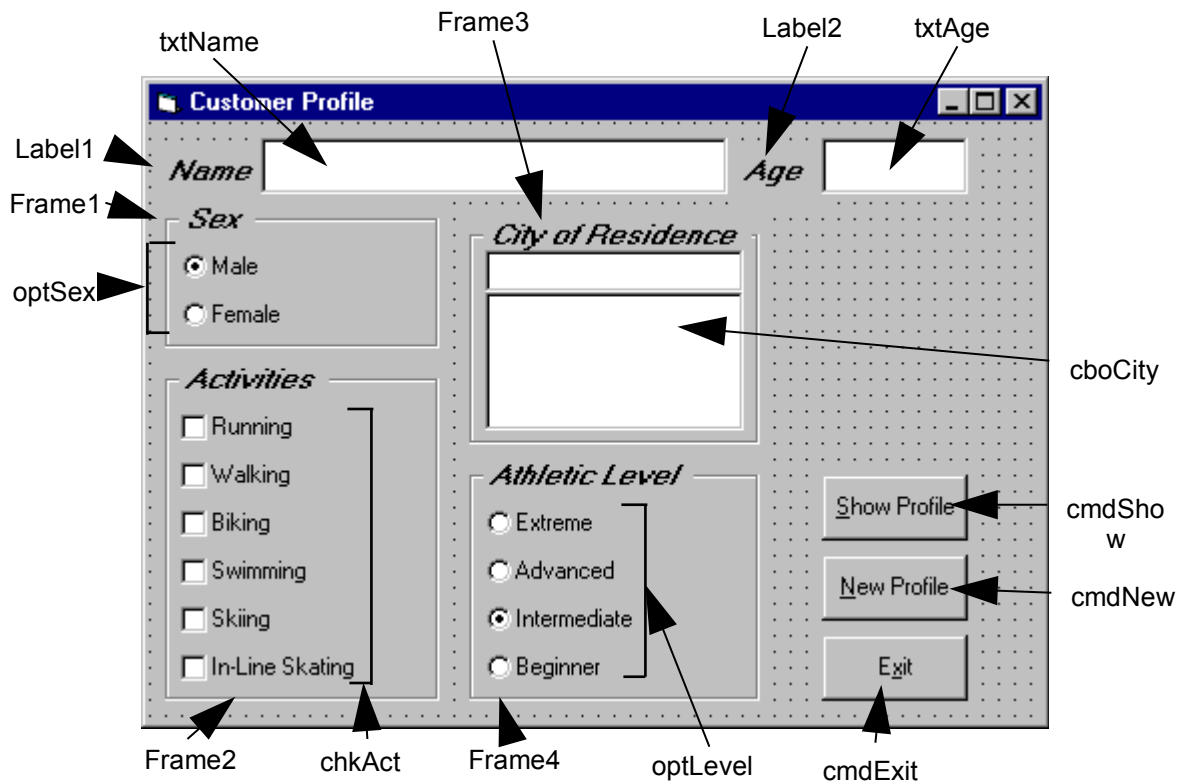 Frame3
txtName
Label2
txtAge
Customer Profile
Label1
Name
Age
Frame1
Sex
City of Residence
Male
optSex
Female
cboCity
Activities
Running
Walking
Biking
Swimming
Skiing
In-Line Skating
Athletic Level
Extreme
Advanced
Intermediate
Beginner
Show Profile
cmdSho
w
New Profile
cmdNew
Exit
Frame2
chkAct
Frame4
optLevel
cmdExit